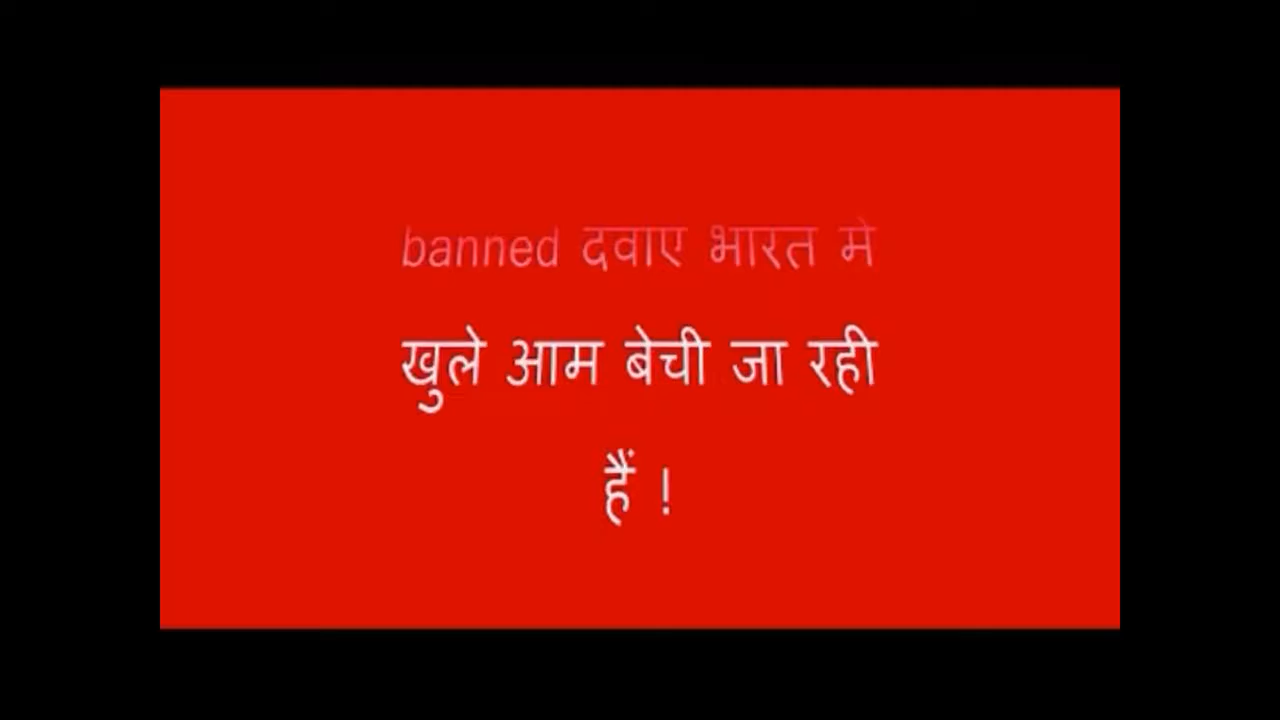 banned दवाए भारत मे
खुले आम बेची जा रही
हैं !